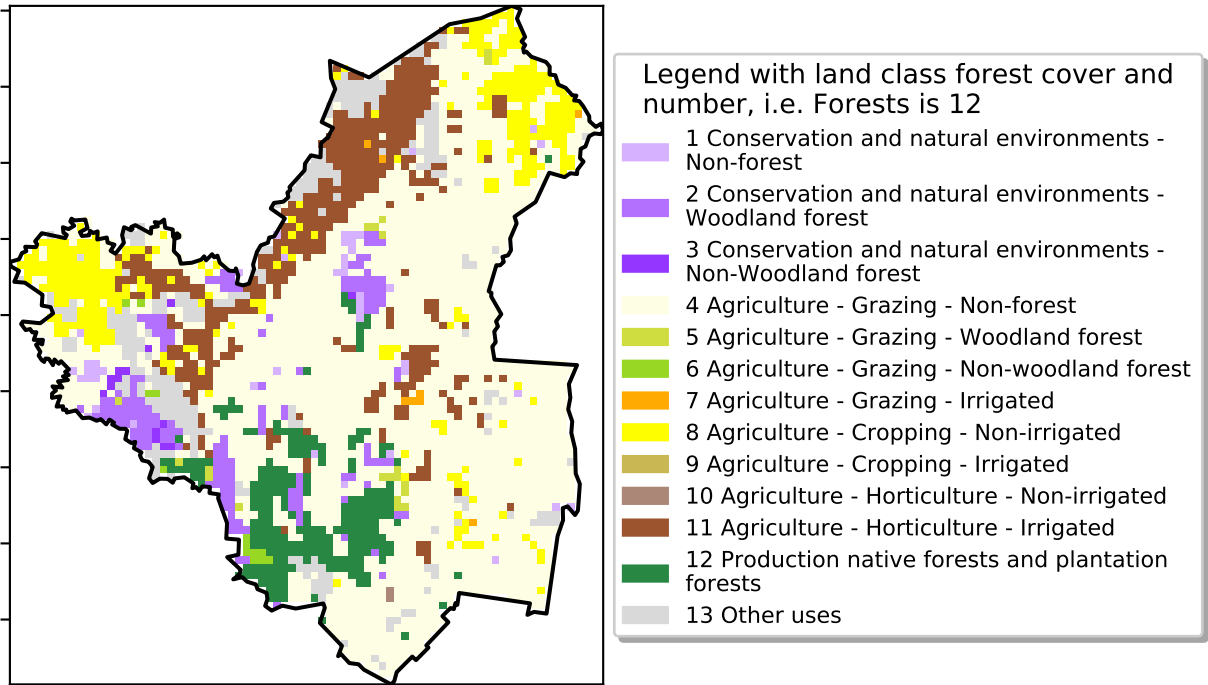 Legend with land class forest cover and
number, i.e. Forests is 12
1 Conservation and natural environments -
Non-forest
2 Conservation and natural environments -
Woodland forest
3 Conservation and natural environments -
Non-Woodland forest
4 Agriculture - Grazing - Non-forest
5 Agriculture - Grazing - Woodland forest
6 Agriculture - Grazing - Non-woodland forest
7 Agriculture - Grazing - Irrigated
8 Agriculture - Cropping - Non-irrigated
9 Agriculture - Cropping - Irrigated
10 Agriculture - Horticulture - Non-irrigated
11 Agriculture - Horticulture - Irrigated
12 Production native forests and plantation
forests
13 Other uses